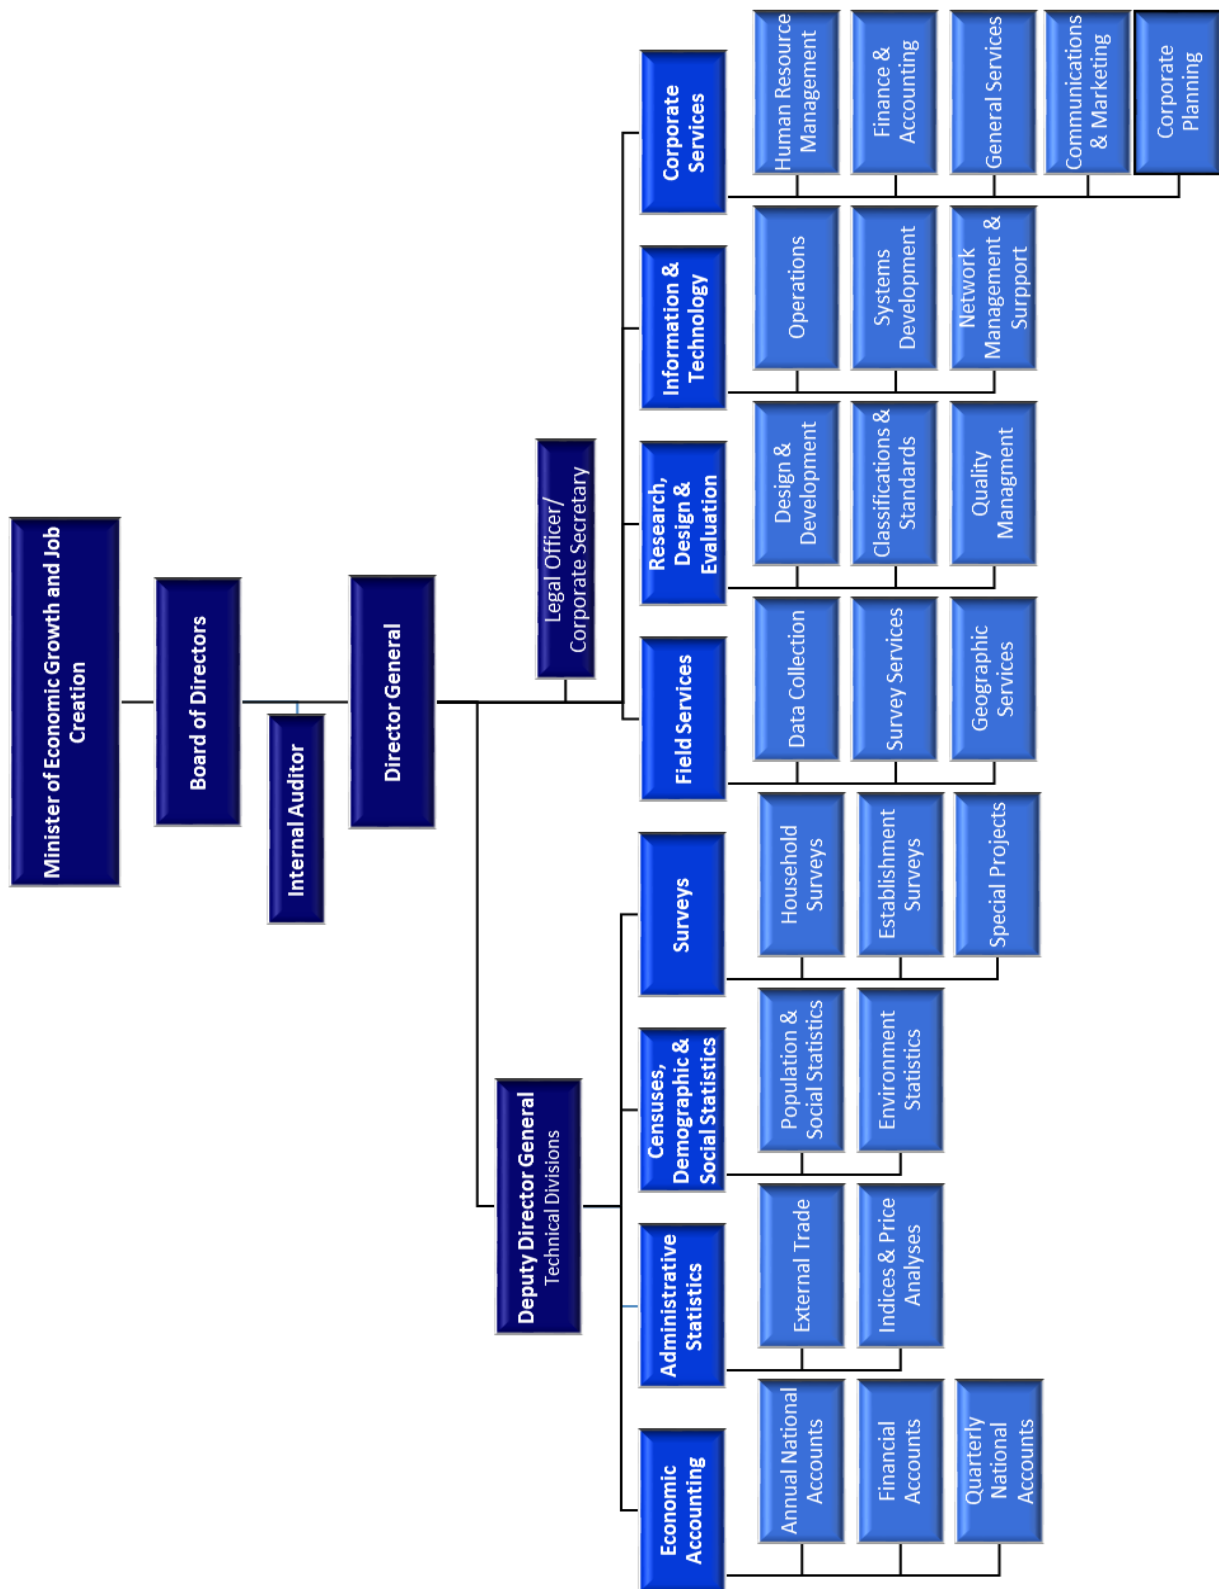 Minister of Economic Growth and Job
Creation
Board of Directors
Internal Auditor
Director General
Deputy Director General
Technical Divisions
Legal Officer/
Corporate Secretary
Economic
Accounting
Annual National
Accounts
Financial
Accounts
Quarterly
National
Accounts
Administrative
Statistics
External Trade
Indices & Price
Analyses
Censuses,
Demographic &
Social Statistics
Population &
Social Statistics
Environment
Statistics
Surveys
Household
Surveys
Establishment
Surveys
Special Projects
Field Services
Data Collection
Survey Services
Geographic
Services
Research,
Design &
Evaluation
Design &
Development
Classifications &
Standards
Quality
Managment
Information &
Technology
Operations
Systems
Development
Network
Management &
Surpport
Corporate
Services
Human Resource
Management
Finance &
Accounting
General Services
Communications
& Marketing
Corporate
Planning